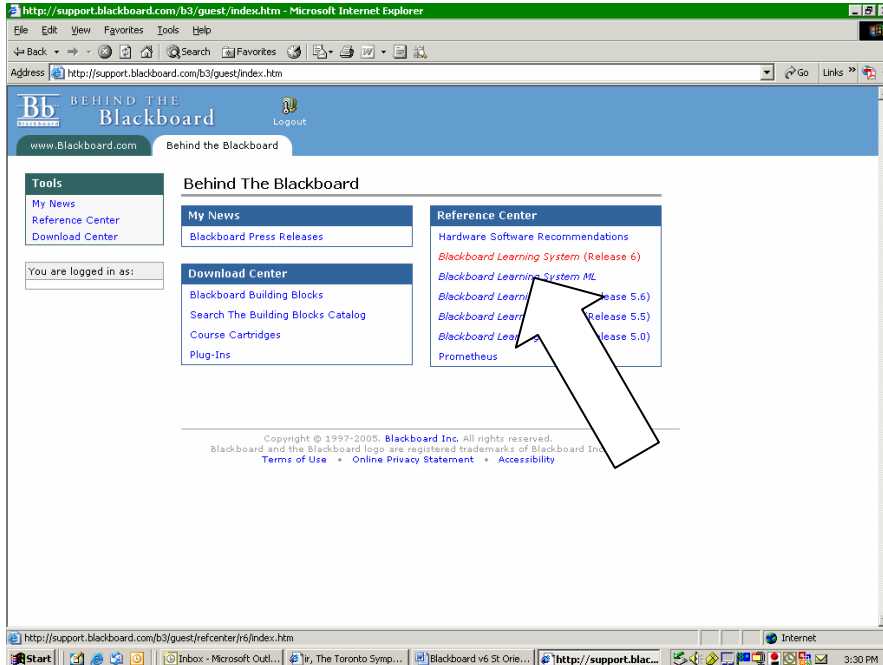 http://support.blackboard.com/b3/guest/index.htm - Microsoft Internet Explorer
File Edit View Favorites Tools Help
Back Search Favorites
Address http://support.blackboard.com/b3/guest/index.htm Go Links »
Bb BEHIND THE
Blackboard
Logout
www.Blackboard.com Behind the Blackboard
Tools
My News
Reference Center
Download Center
You are logged in as:
Behind The Blackboard
My News
Blackboard Press Releases
Download Center
Blackboard Building Blocks
Search The Building Blocks Catalog
Course Cartridges
Plug-Ins
Reference Center
Hardware Software Recommendations
Blackboard Learning System (Release 6)
Blackboard Learning System ML
Blackboard 5.6)
Blackboard (Release 5.5)
Blackboard 5.0)
Prometheus
Copyright © 1997-2005. Blackboard Inc. All rights reserved.
Blackboard and the Blackboard logo are registered trademarks of Blackboard Inc
Terms of Use • Online Privacy Statement • Accessibility
http://support.blackboard.com/b3/guest/refcenter/r6/index.htm Internet
Start Inbox - Microsoft Outl... ir, The Toronto Symp... Blackboard v6 St Orie... http://support.blac... 3:30 PM